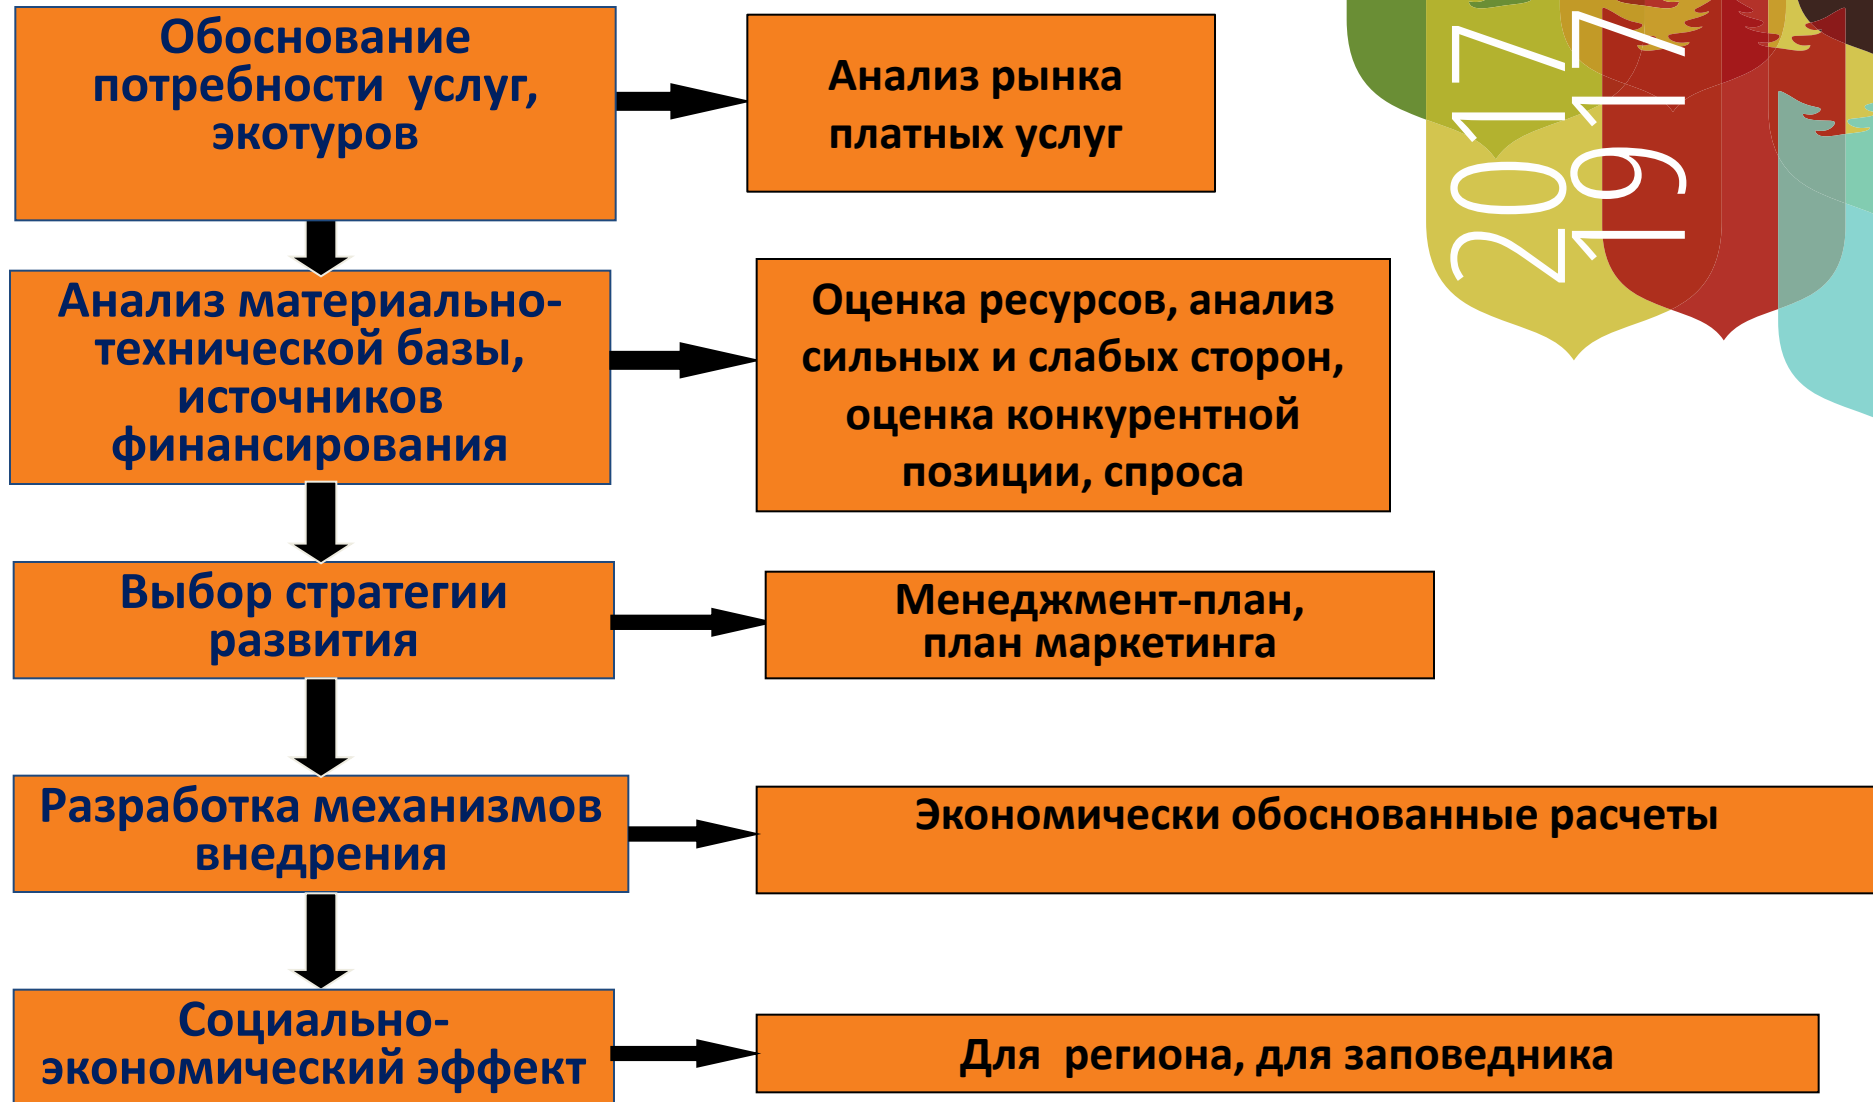 Обоснование
потребности услуг,
экотуров
Анализ рынка
платных услуг
Анализ материально-
технической базы,
источников
финансирования
Оценка ресурсов, анализ
сильных и слабых сторон,
оценка конкурентной
позиции, спроса
Выбор стратегии
развития
Менеджмент-план,
план маркетинга
Разработка механизмов
внедрения
Экономически обоснованные расчеты
Социально-
экономический эффект
Для региона, для заповедника
2017
1917